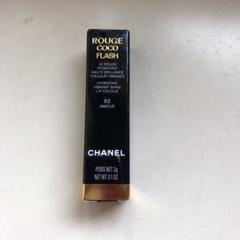 ROUGE
COCO
FLASH
LE ROUGE
HYDRATANT
HAUTE BRILLANCE
COULEUR VIBRANTE
HYDRATING
VIBRANT SHINE
LIP COLOUR
92
AMOUR
CHANEL
POIDS NET 3g
NET WT. 0.1 OZ.